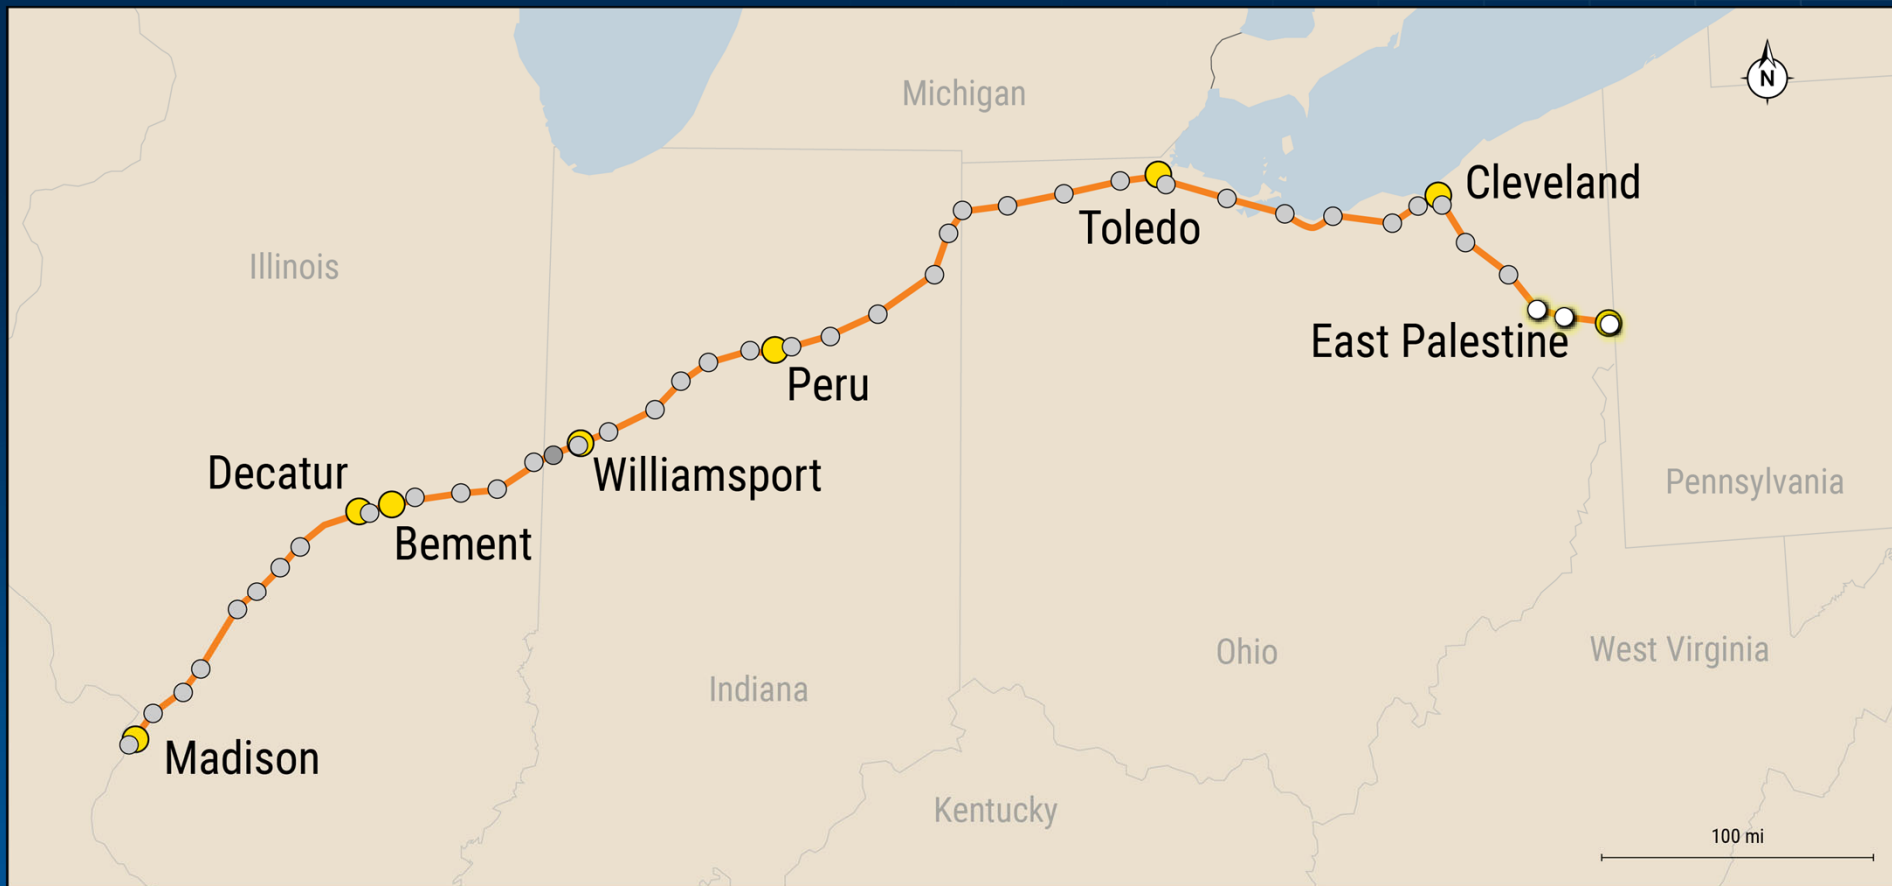 N
Michigan
Cleveland
Toledo
Illinois
East Palestine
Peru
Decatur
Williamsport
Pennsylvania
Bement
Ohio
West Virginia
Indiana
Madison
Kentucky
100 mi